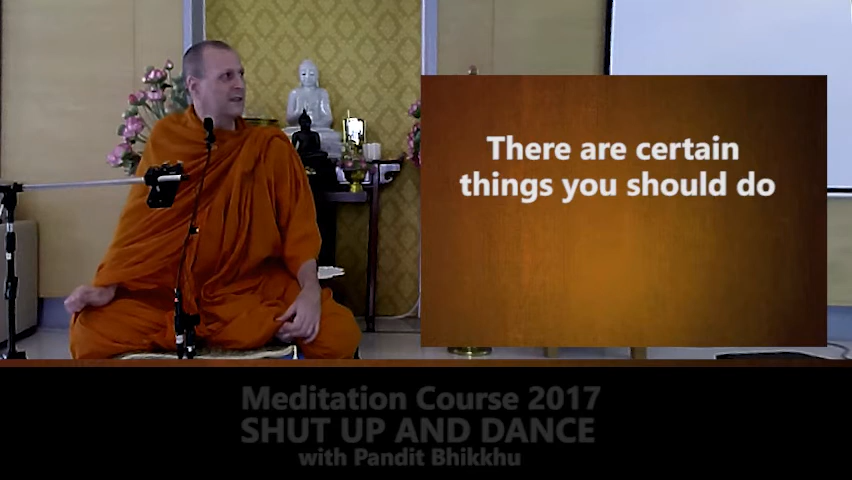 There are certain
things you should do
Meditation Course 2017
SHUT UP AND DANCE
with Pandit Bhikkhu